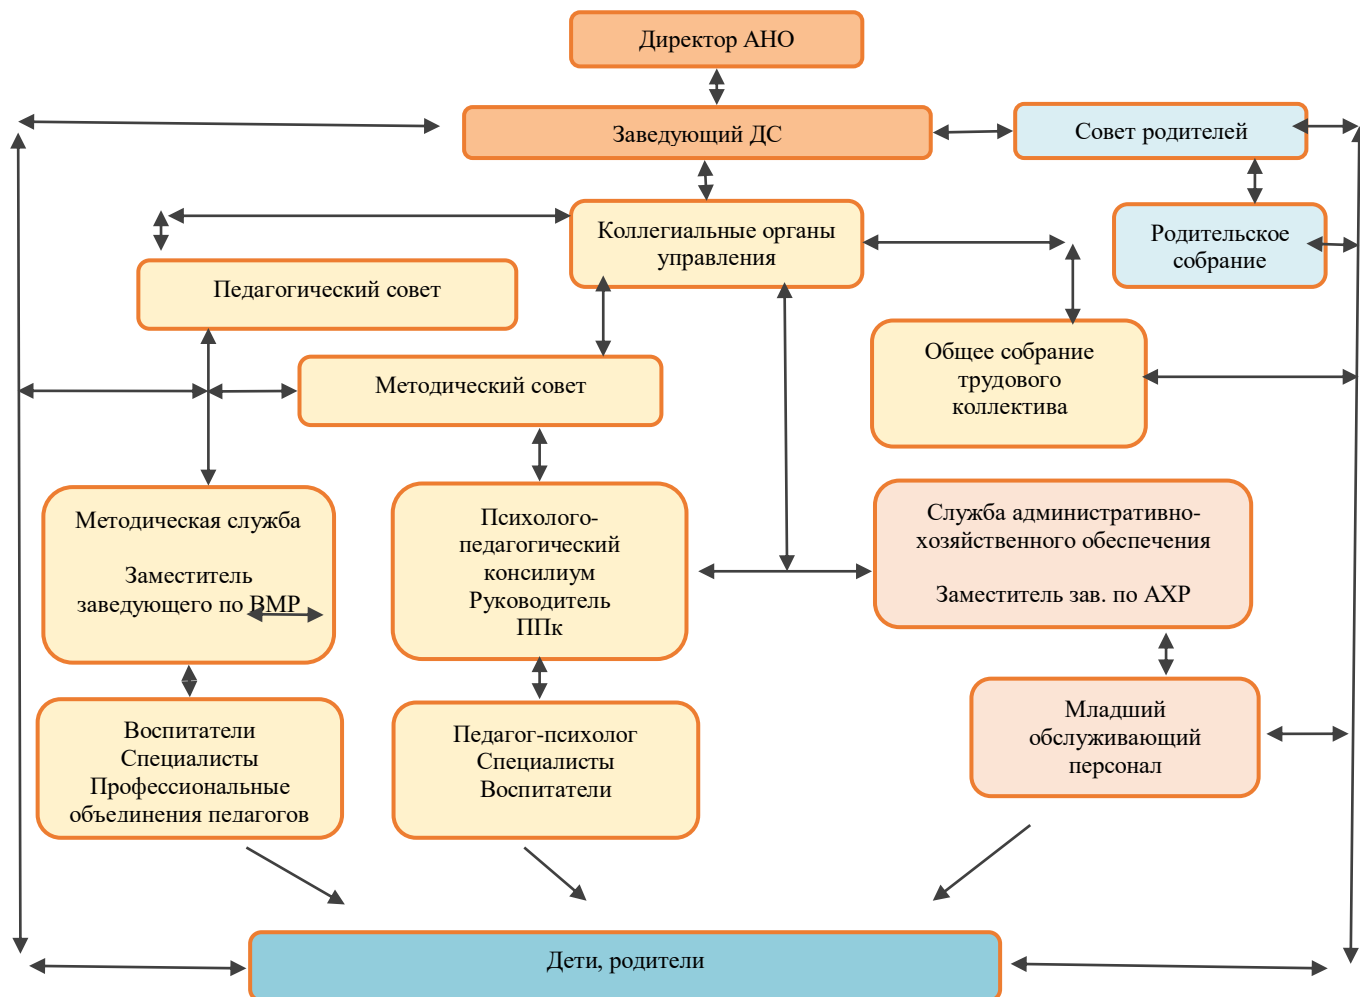 Директор АНО
Заведующий ДС
Совет родителей
Коллегиальные органы
управления
Родительское
собрание
Педагогический совет
Общее собрание
трудового
коллектива
Методический совет
Методическая служба
Заместитель
заведующего по ВМР
Психолого-
педагогический
консилиум
Руководитель
ППк
Служба административно-
хозяйственного обеспечения
Заместитель зав. по АХР
Воспитатели
Специалисты
Профессиональные
объединения педагогов
Педагог-психолог
Специалисты
Воспитатели
Младший
обслуживающий
персонал
Дети, родители